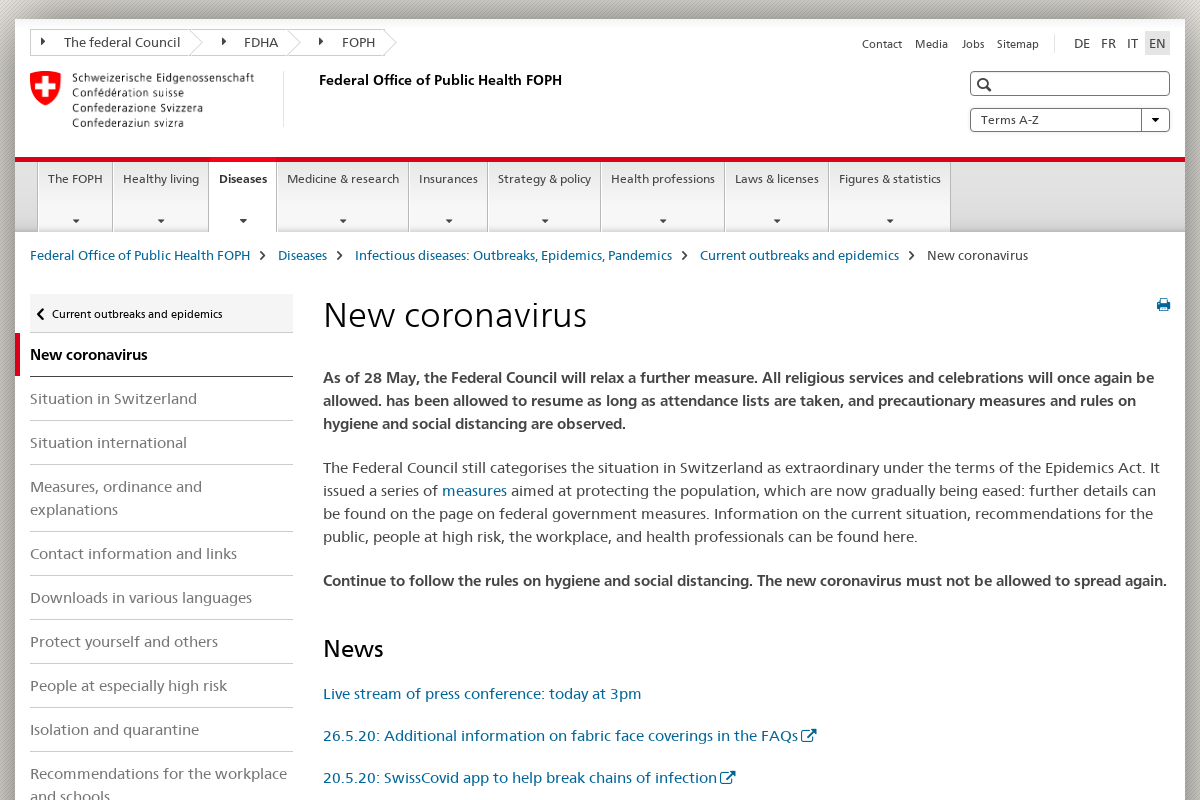 The federal Council
FDHA
FOPH
Contact
Media
Jobs
Sitemap
DE
FR
IT
EN
Schweizerische Eidgenossenschaft
Confédération suisse
Confederazione Svizzera
Confederaziun svizra
Federal Office of Public Health FOPH
Terms A-Z
The FOPH
Healthy living
Diseases
Medicine & research
Insurances
Strategy & policy
Health professions
Laws & licenses
Figures & statistics
Federal Office of Public Health FOPH
Diseases
Infectious diseases: Outbreaks, Epidemics, Pandemics
Current outbreaks and epidemics
New coronavirus
Current outbreaks and epidemics
New coronavirus
Situation in Switzerland
Situation international
Measures, ordinance and
explanations
Contact information and links
Downloads in various languages
Protect yourself and others
People at especially high risk
Isolation and quarantine
Recommendations for the workplace
and schools
New coronavirus
As of 28 May, the Federal Council will relax a further measure. All religious services and celebrations will once again be
allowed. has been allowed to resume as long as attendance lists are taken, and precautionary measures and rules on
hygiene and social distancing are observed.
The Federal Council still categorises the situation in Switzerland as extraordinary under the terms of the Epidemics Act. It
issued a series of measures aimed at protecting the population, which are now gradually being eased: further details can
be found on the page on federal government measures. Information on the current situation, recommendations for the
public, people at high risk, the workplace, and health professionals can be found here.
Continue to follow the rules on hygiene and social distancing. The new coronavirus must not be allowed to spread again.
News
Live stream of press conference: today at 3pm
26.5.20: Additional information on fabric face coverings in the FAQs
20.5.20: SwissCovid app to help break chains of infection